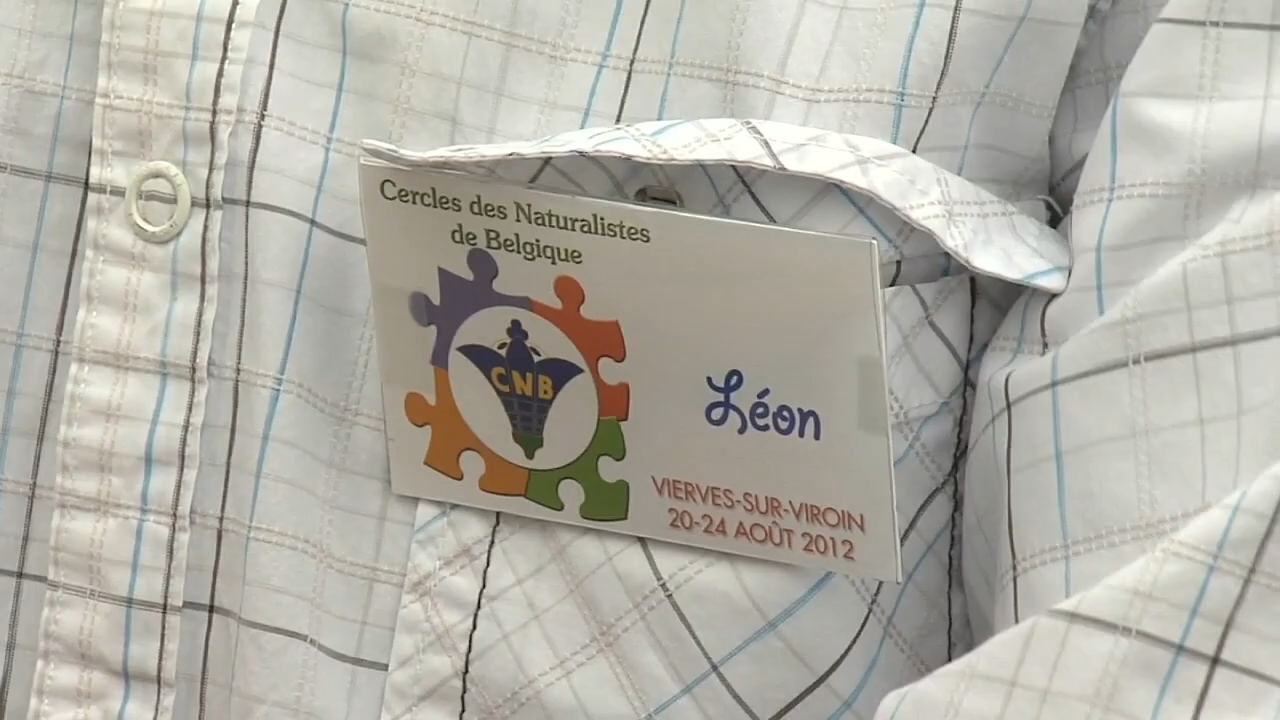 Cercles des Naturalistes
de Belgique
CNB
Léon
VIERVES-SUR-VIROIN
20-24 AOÛT 2012